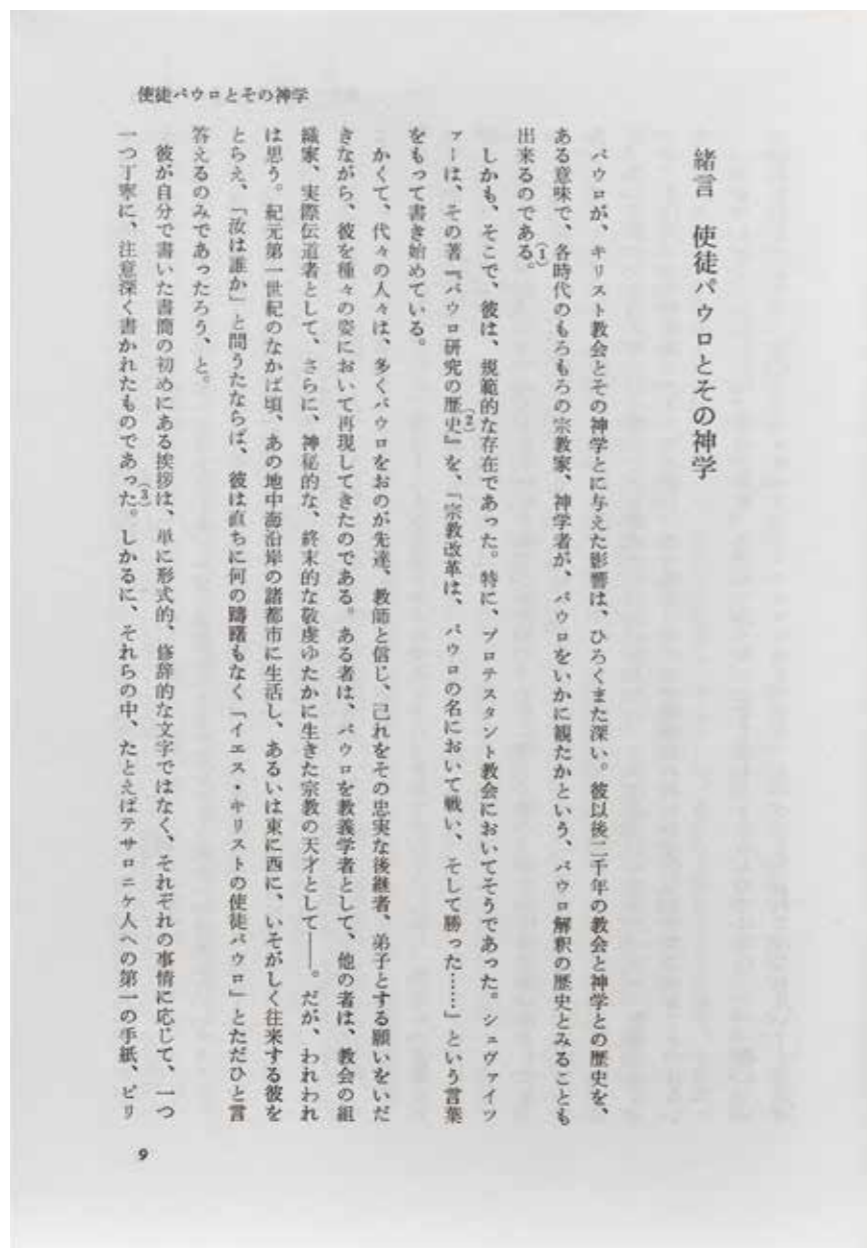 使徒パウロとその神学
緒言　使徒パウロとその神学
パウロが、キリスト教会とその神学とに与えた影響は、ひろくまた深い。彼以後二千年の教会と神学との歴史を、
ある意味で、各時代のもろもろの宗教家、神学者が、パウロをいかに観たかという、パウロ解釈の歴史とみることも
出来るのである。(1)
しかも、そこで、彼は、規範的な存在であった。特に、プロテスタント教会においてそうであった。シュヴァイツ
ァーは、その著『パウロ研究の歴史』(2)を、「宗教改革は、パウロの名において戦い、そして勝った……」という言葉
をもって書き始めている。
かくて、代々の人々は、多くパウロをおのが先達、教師と信じ、己れをその忠実な後継者、弟子とする願いをいだ
きながら、彼を種々の姿において再現してきたのである。ある者は、パウロを教義学者として、他の者は、教会の組
織家、実際伝道者として、さらに、神秘的な、終末的な敬虔ゆたかに生きた宗教の天才として――。だが、われわれ
は思う。紀元第一世紀のなかば頃、あの地中海沿岸の諸都市に生活し、あるいは東に西に、いそがしく往来する彼を
とらえ、「汝は誰か」と問うたならば、彼は直ちに何の躊躇もなく「イエス・キリストの使徒パウロ」とただひと言
答えるのみであったろう、と。
彼が自分で書いた書簡の初めにある挨拶は、単に形式的、修辞的な文字ではなく、それぞれの事情に応じて、一つ
一つ丁寧に、注意深く書かれたものであった。(3)しかるに、それらの中、たとえばテサロニケ人への第一の手紙、ピリ
9